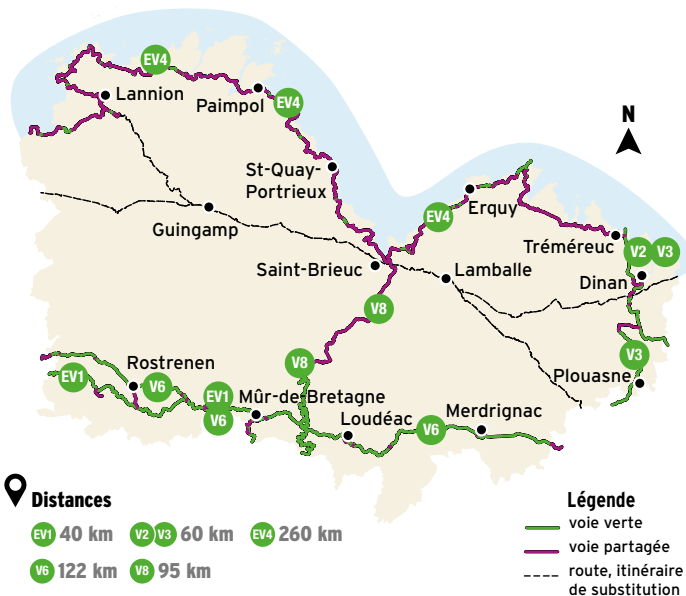 EV4
Lannion
Paimpol
EV4
N
St-Quay-
Portrieux
EV4
Erquy
Guingamp
Trémereuc
V2 V3
Saint-Brieuc
Lamballe
Dinan
V8
V3
Rostrenen
V8
EV1
V6
EV1
V6
Mûr-de-Bretagne
Plouasne
Loudéac
V6
Merdrignac
Distances
EV1 40 km V2 V3 60 km EV4 260 km
V6 122 km V8 95 km
Légende
voie verte
voie partagée
route, itinéraire
de substitution